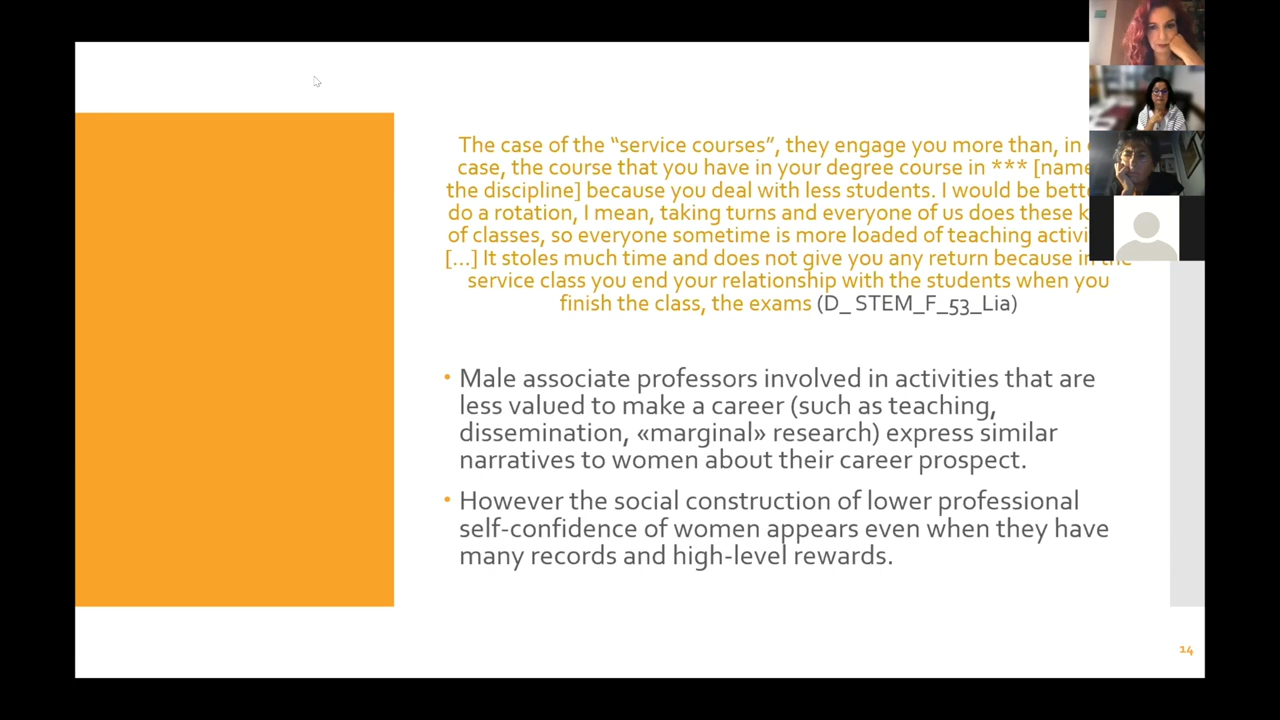 The case of the “service courses”, they engage you more than, in
case, the course that you have in your degree course in *** [name
the discipline] because you deal with less students. I would be bett
do a rotation, I mean, taking turns and everyone of us does these k
of classes, so everyone sometime is more loaded of teaching activi
[...] It stoles much time and does not give you any return because in the
service class you end your relationship with the students when you
finish the class, the exams (D_ STEM_F_53_Lia)
• Male associate professors involved in activities that are
less valued to make a career (such as teaching,
dissemination, «marginal» research) express similar
narratives to women about their career prospect.
• However the social construction of lower professional
self-confidence of women appears even when they have
many records and high-level rewards.
14